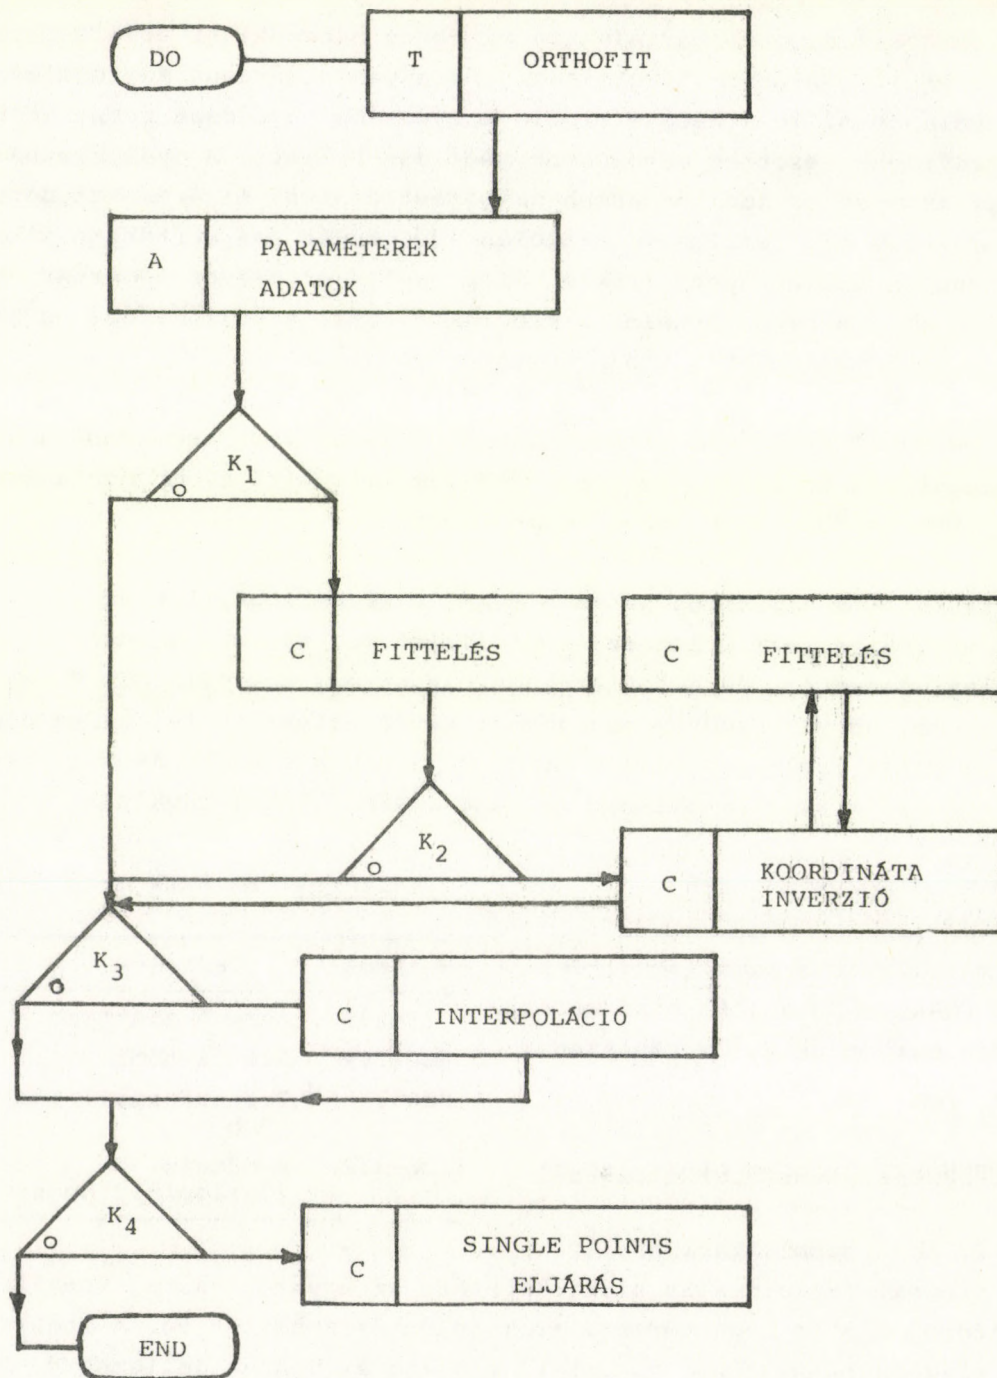 DO
T ORTHOFIT
A PARAMÉTEREK
ADATOK
K1
O
C FITTELÉS
C FITTELÉS
K2
O
C KOORDINÁTA
INVERZIÓ
K3
O
C INTERPOLÁCIÓ
K4
O
C SINGLE POINTS
ELJÁRÁS
END